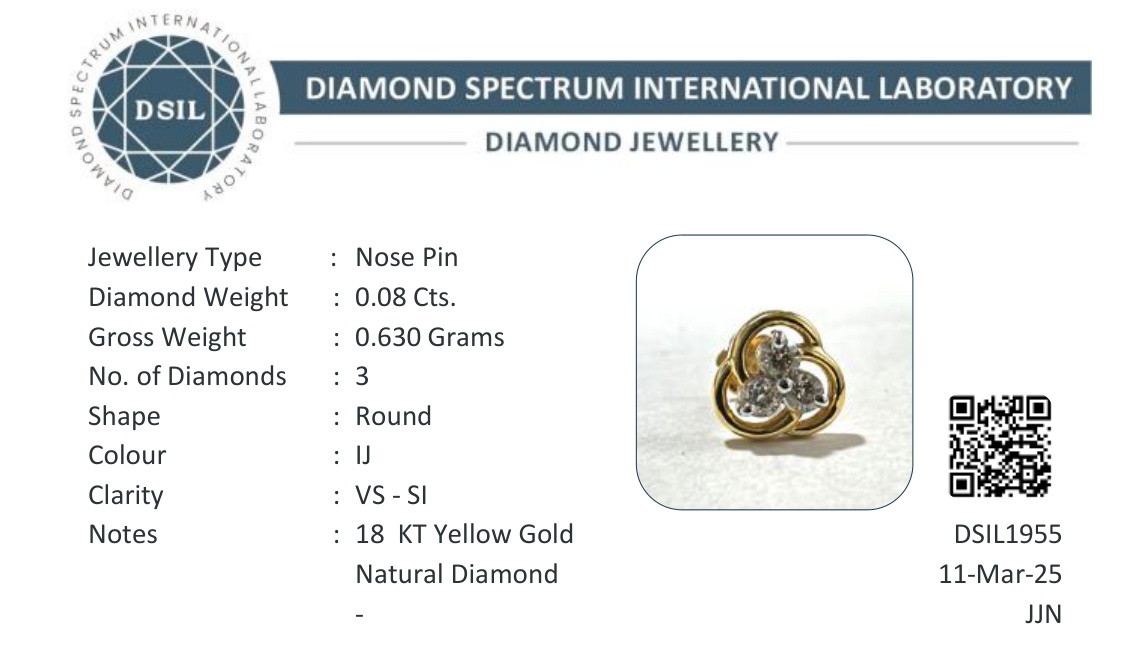 DIAMOND SPECTRUM INTERNATIONAL LABORATORY
DSIL
DIAMOND SPECTRUM INTERNATIONAL LABORATORY
DIAMOND JEWELLERY
Jewellery Type : Nose Pin
Diamond Weight : 0.08 Cts.
Gross Weight : 0.630 Grams
No. of Diamonds : 3
Shape : Round
Colour : IJ
Clarity : VS - SI
Notes : 18 KT Yellow Gold
Natural Diamond
-
DSIL1955
11-Mar-25
JJN